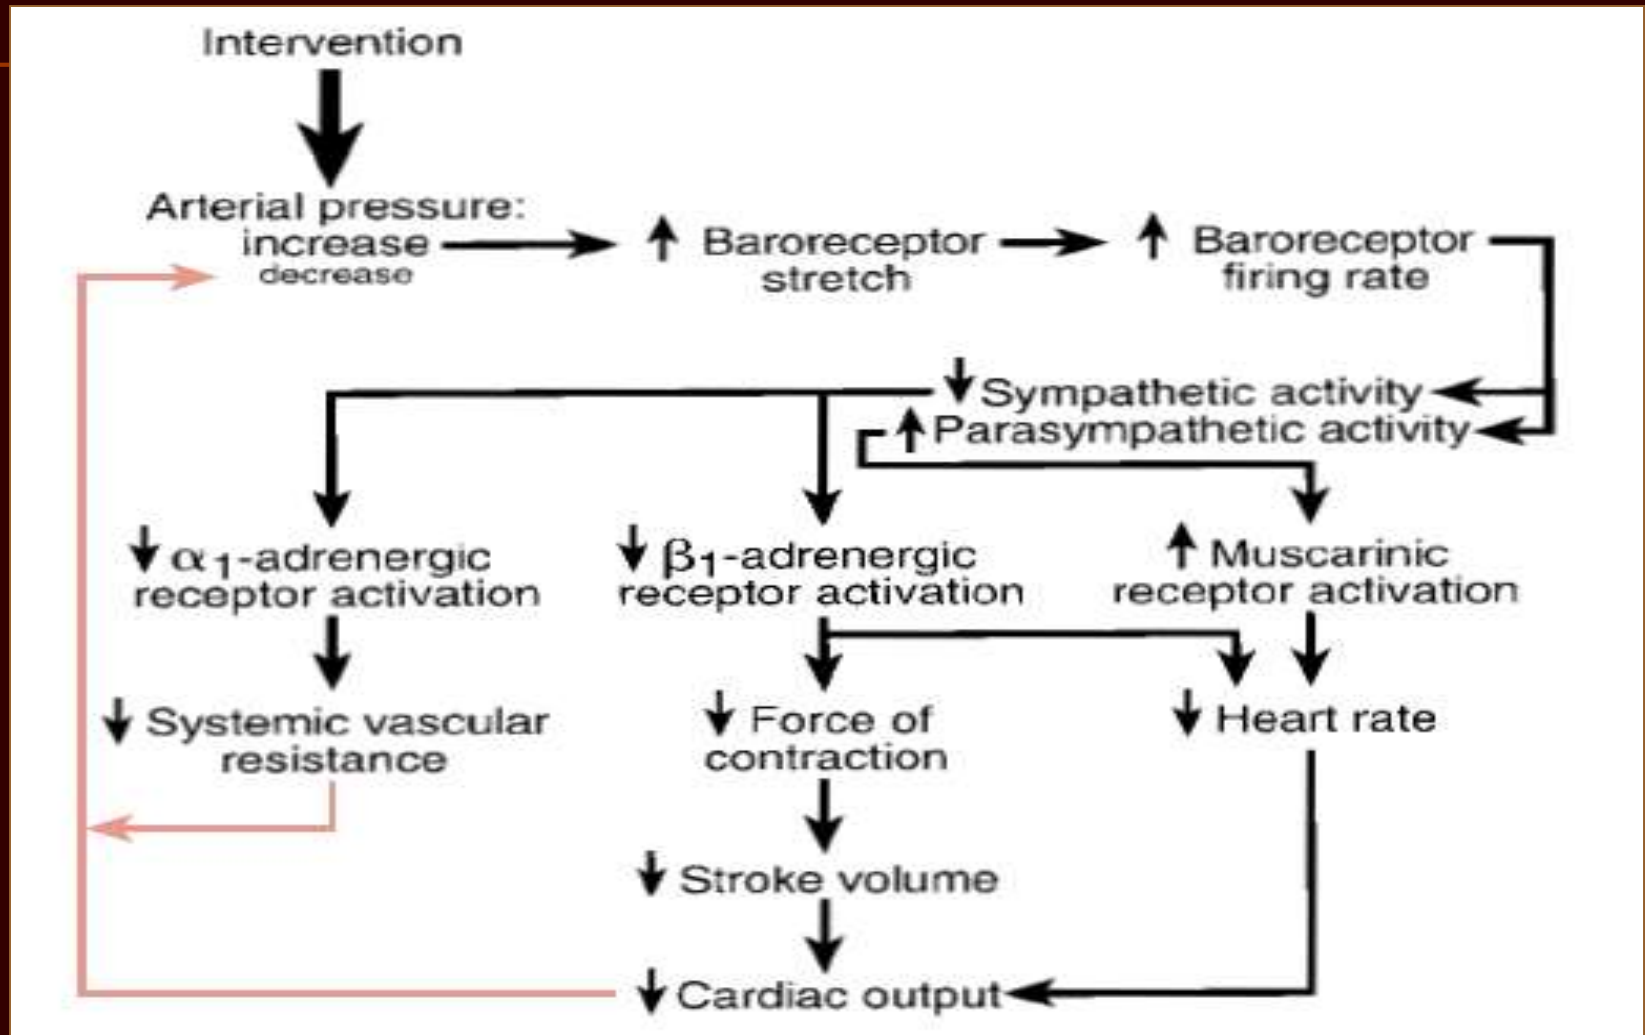 Intervention
Arterial pressure:
increase
decrease
↑ Baroreceptor
stretch
↑ Baroreceptor
firing rate
↓ Sympathetic activity
↑ Parasympathetic activity
↓ α1-adrenergic
receptor activation
↓ β1-adrenergic
receptor activation
↑ Muscarinic
receptor activation
↓ Systemic vascular
resistance
↓ Force of
contraction
↓ Heart rate
↓ Stroke volume
↓ Cardiac output